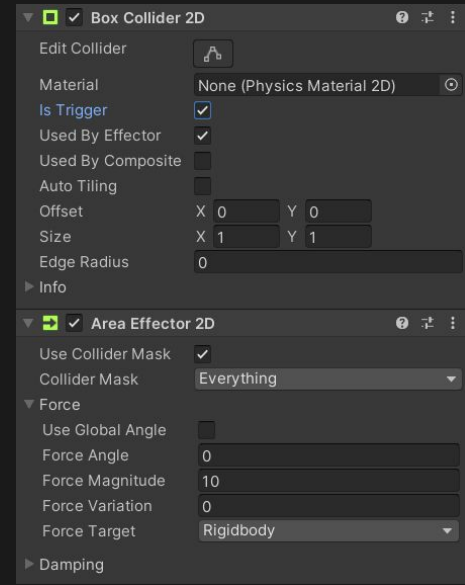 Box Collider 2D
Edit Collider
Material None (Physics Material 2D)
Is Trigger
Used By Effector
Used By Composite
Auto Tiling
Offset X 0 Y 0
Size X 1 Y 1
Edge Radius 0
Info
Area Effector 2D
Use Collider Mask
Collider Mask Everything
Force
Use Global Angle
Force Angle 0
Force Magnitude 10
Force Variation 0
Force Target Rigidbody
Damping